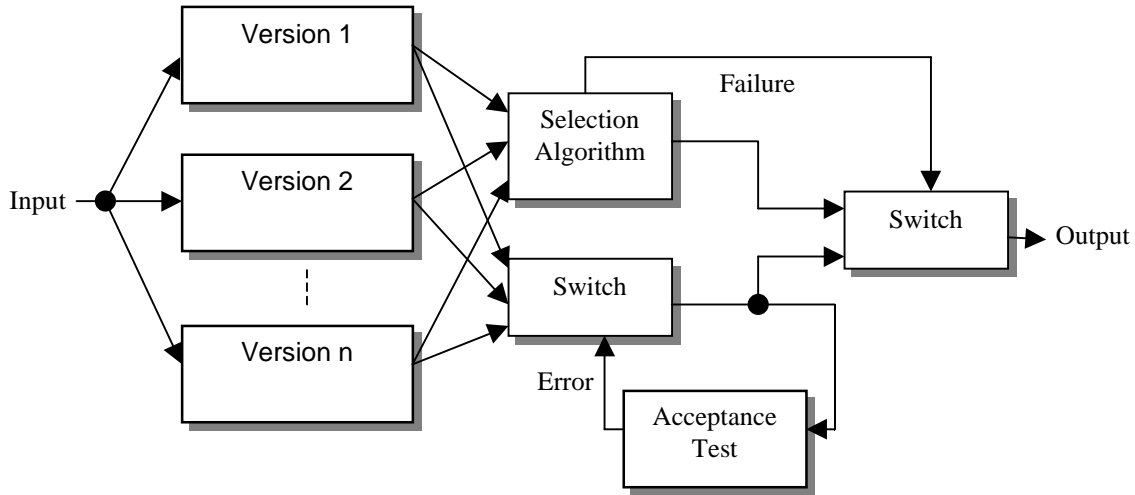 Version 1
Failure
Selection
Algorithm
Version 2
Input
Switch
Output
Switch
Version n
Error
Acceptance
Test